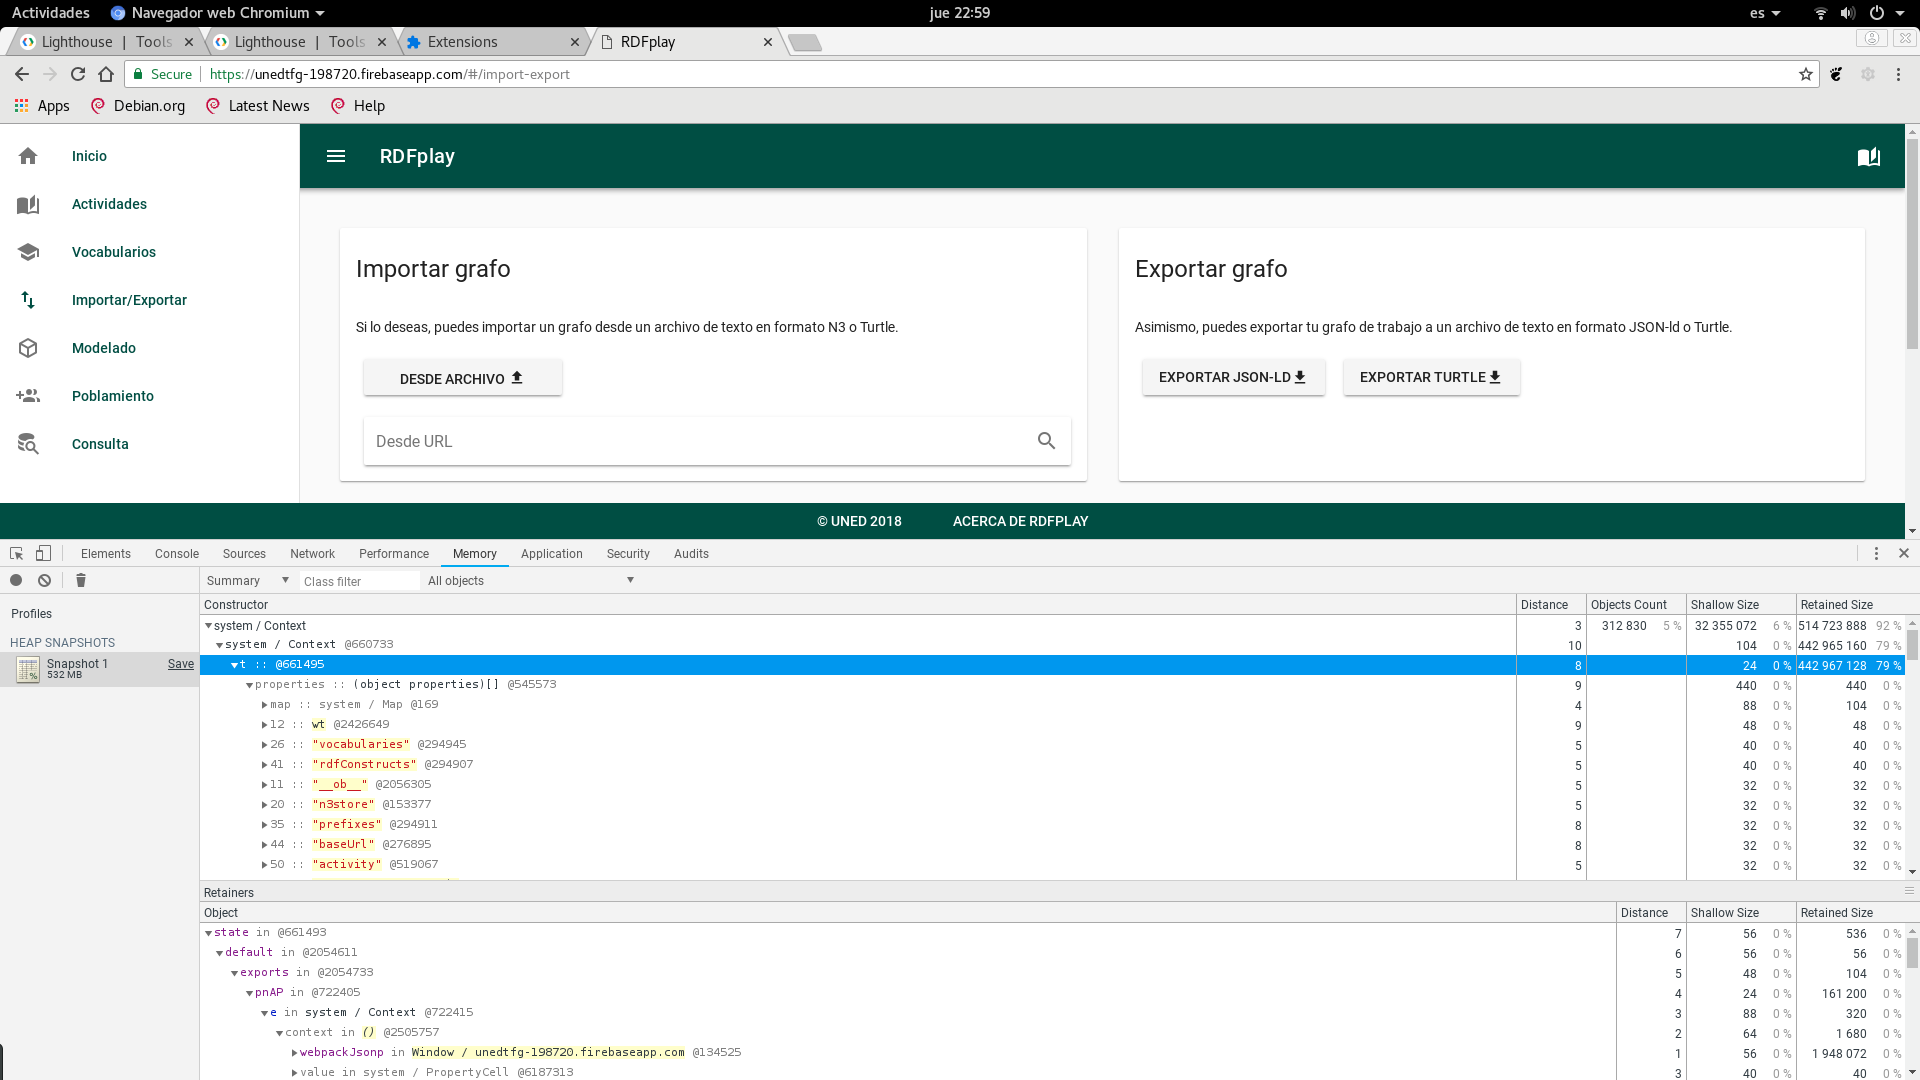 Actividades Navegador web Chromium jue 22:59 es
Lighthouse | Tools Lighthouse | Tools Extensions RDFplay
Secure https://unedtfg-198720.firebaseapp.com/#/import-export
Apps Debian.org Latest News Help
Inicio
Actividades
Vocabularios
Importar/Exportar
Modelado
Poblamiento
Consulta
RDFplay
Importar grafo
Si lo deseas, puedes importar un grafo desde un archivo de texto en formato N3 o Turtle.
DESDE ARCHIVO
Desde URL
Exportar grafo
Asimismo, puedes exportar tu grafo de trabajo a un archivo de texto en formato JSON-ld o Turtle.
EXPORTAR JSON-LD EXPORTAR TURTLE
© UNED 2018 ACERCA DE RDFPLAY
Elements Console Sources Network Performance Memory Application Security Audits
Summary Class filter All objects
Profiles
HEAP SNAPSHOTS
Snapshot 1 Save
532 MB
Constructor Distance Objects Count Shallow Size Retained Size
system / Context 3 312 830 5 % 32 355 072 6 % 514 723 888 92 %
system / Context @660733 10 104 0 % 442 965 160 79 %
t :: @661495 8 24 0 % 442 967 128 79 %
properties :: (object properties)[] @545573 9 440 0 % 440 0 %
map :: system / Map @169 4 88 0 % 104 0 %
12 :: wt @2426649 9 48 0 % 48 0 %
26 :: "vocabularies" @294945 5 40 0 % 40 0 %
41 :: "rdfConstructs" @294907 5 40 0 % 40 0 %
11 :: "__ob__" @2056305 5 32 0 % 32 0 %
20 :: "n3store" @153377 5 32 0 % 32 0 %
35 :: "prefixes" @294911 8 32 0 % 32 0 %
44 :: "baseUrl" @276895 8 32 0 % 32 0 %
50 :: "activity" @519067 5 32 0 % 32 0 %
Retainers
Object Distance Shallow Size Retained Size
state in @661493 7 56 0 % 536 0 %
default in @2054611 6 56 0 % 56 0 %
exports in @2054733 5 48 0 % 104 0 %
pnAP in @722405 4 24 0 % 161 200 0 %
e in system / Context @722415 3 88 0 % 320 0 %
context in () @2505757 2 64 0 % 1 680 0 %
webpackJsonp in Window / unedtfg-198720.firebaseapp.com @134525 1 56 0 % 1 948 072 0 %
value in system / PropertyCell @6187313 3 40 0 % 40 0 %